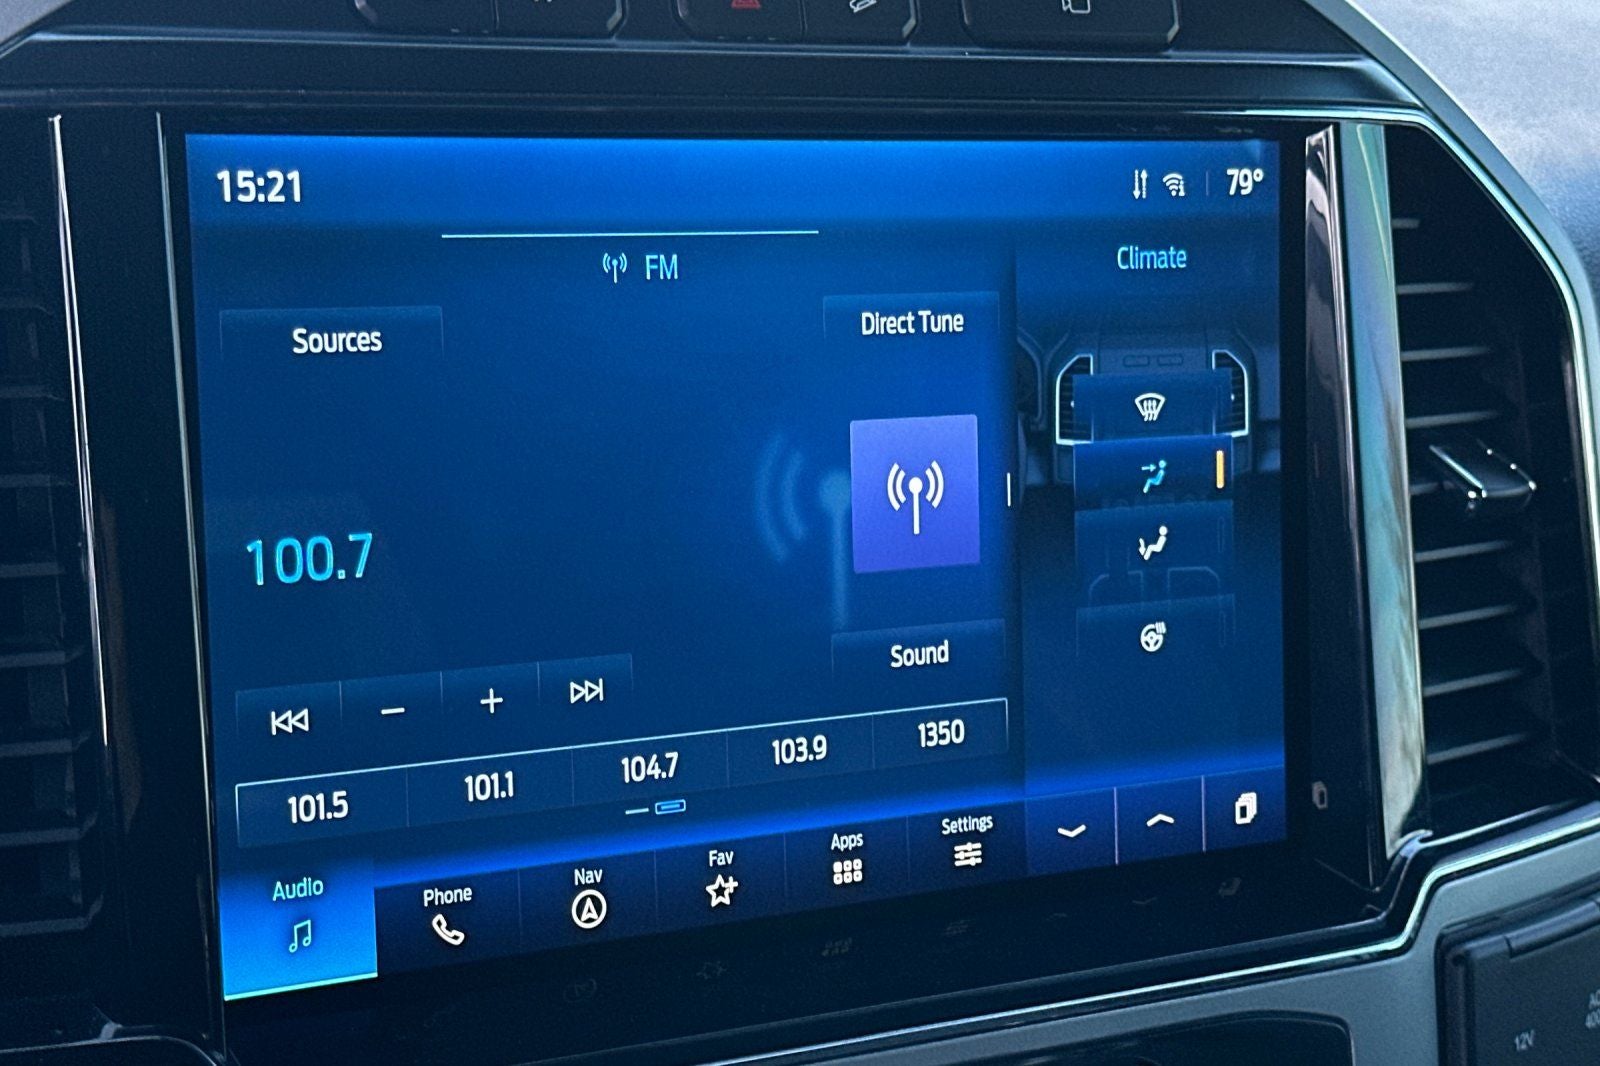 15:21
79°
FM
Climate
Sources
Direct Tune
100.7
Sound
101.5
101.1
104.7
103.9
1350
Audio
Phone
Nav
Fav
Apps
Settings
12V